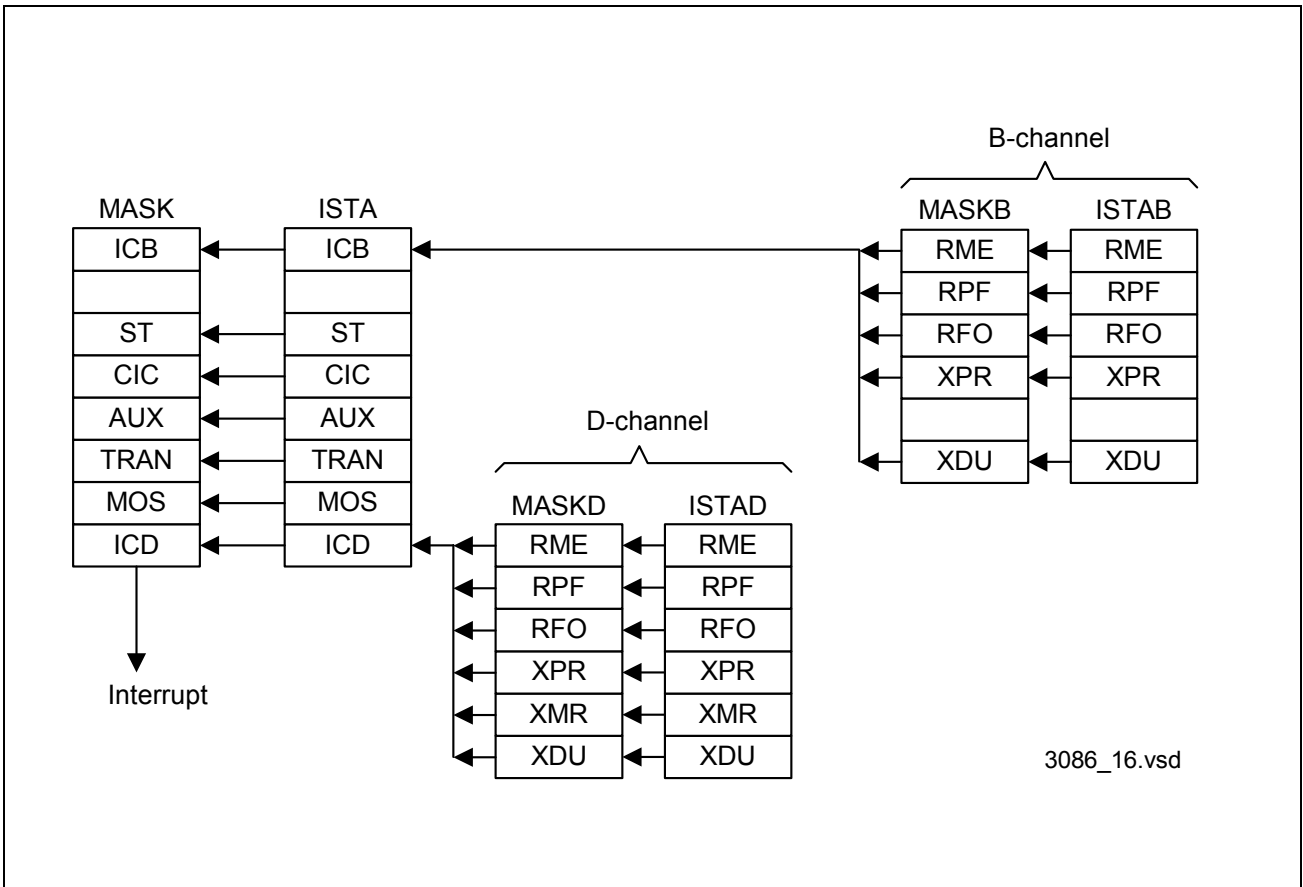 B-channel
MASK ISTA MASKB ISTAB
ICB ICB RME RME
RPF RPF
ST ST RFO RFO
CIC CIC XPR XPR
AUX AUX
D-channel
TRAN TRAN XDU XDU
MOS MOS MASKD ISTAD
ICD ICD RME RME
RPF RPF
RFO RFO
XPR XPR
Interrupt
XMR XMR
XDU XDU
3086_16.vsd